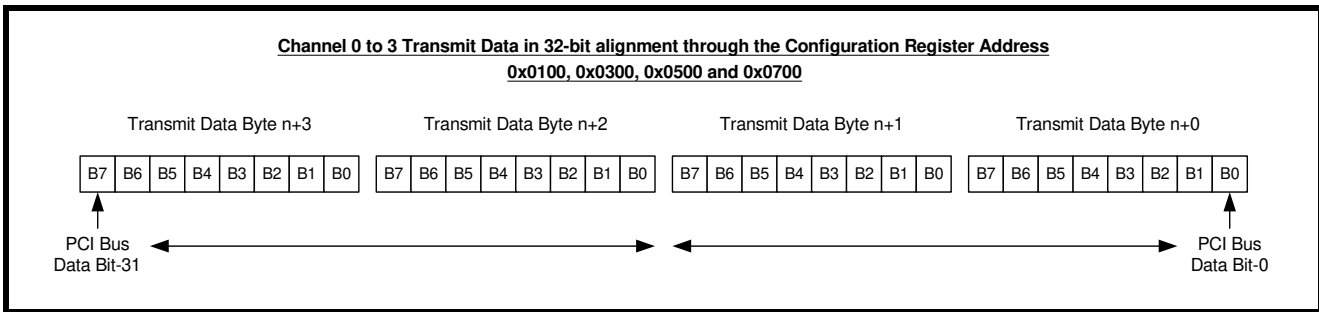 Channel 0 to 3 Transmit Data in 32-bit alignment through the Configuration Register Address
0x0100, 0x0300, 0x0500 and 0x0700
Transmit Data Byte n+3 Transmit Data Byte n+2 Transmit Data Byte n+1 Transmit Data Byte n+0
B7 B6 B5 B4 B3 B2 B1 B0 B7 B6 B5 B4 B3 B2 B1 B0 B7 B6 B5 B4 B3 B2 B1 B0 B7 B6 B5 B4 B3 B2 B1 B0
PCI Bus PCI Bus
Data Bit-31 Data Bit-0